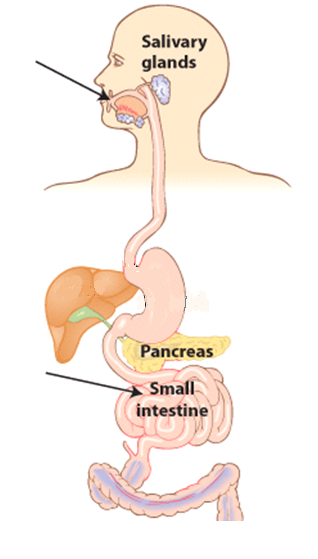 Salivary
glands
Pancreas
Small
intestine